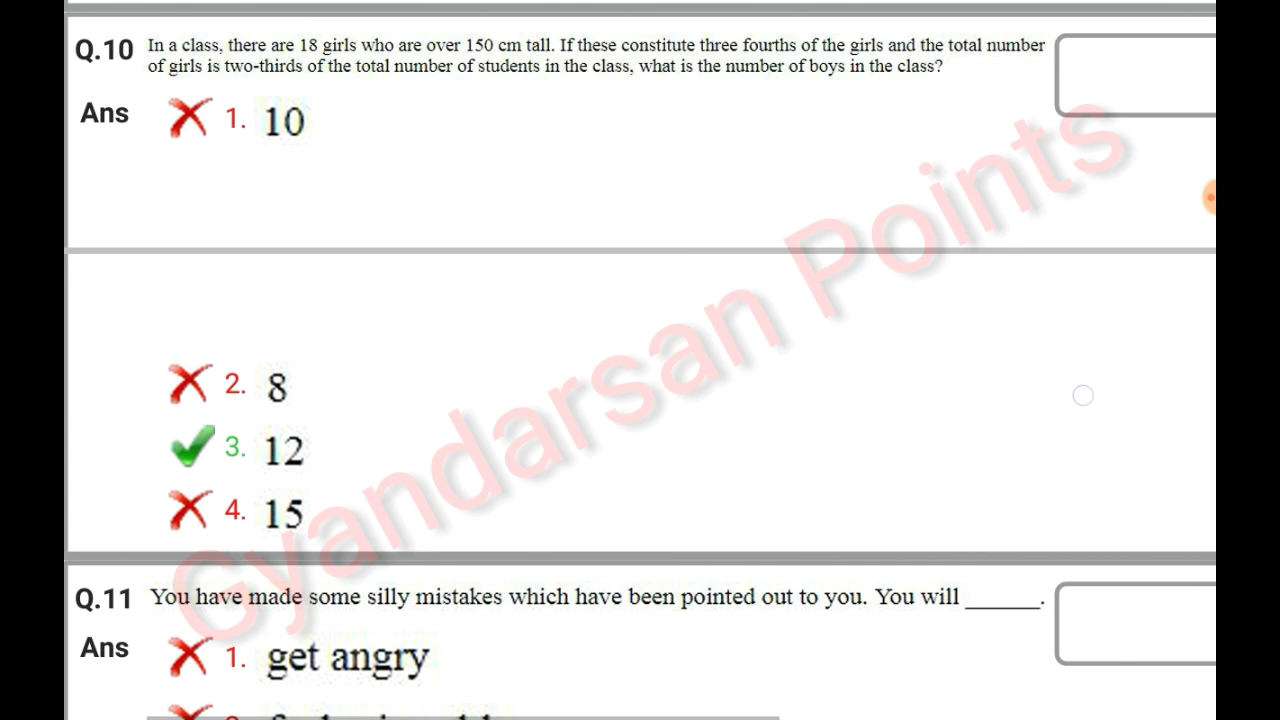 Q.10 In a class, there are 18 girls who are over 150 cm tall. If these constitute three fourths of the girls and the total number
of girls is two-thirds of the total number of students in the class, what is the number of boys in the class?
Ans 1. 10
2. 8
3. 12
4. 15
Gyandarsan Points
Q.11 You have made some silly mistakes which have been pointed out to you. You will ______.
Ans 1. get angry